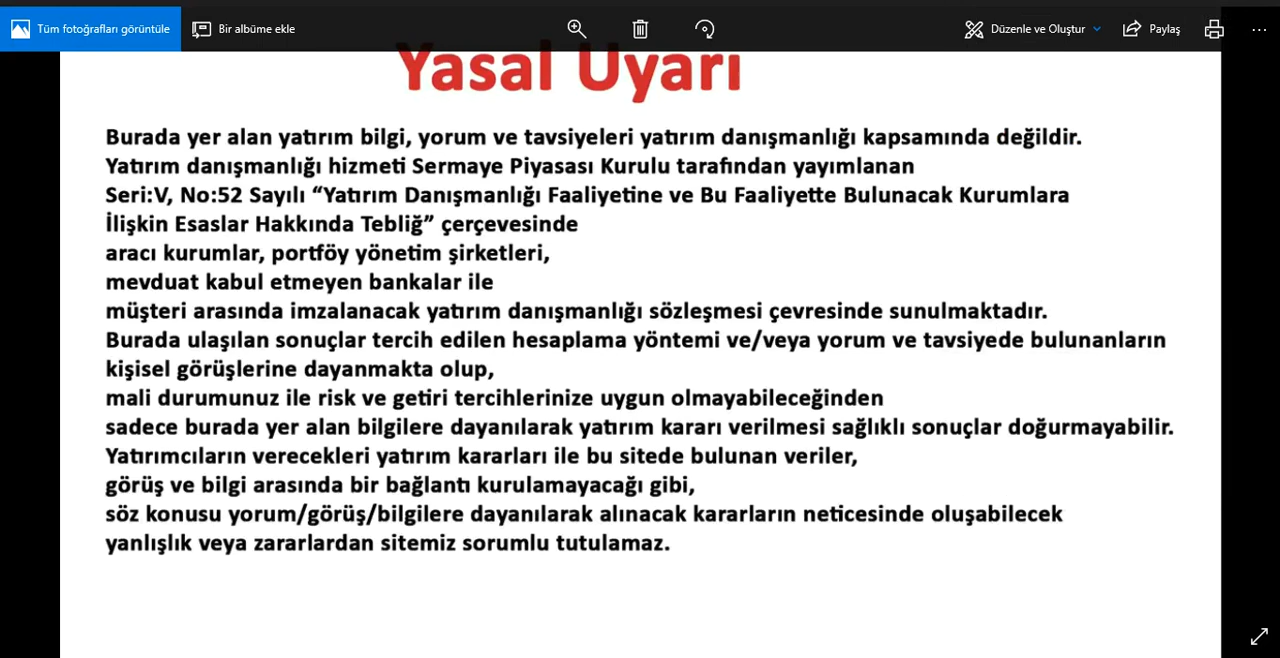 Tüm fotoğrafları görüntüle
Bir albüme ekle
Düzenle ve Oluştur
Paylaş
Yasal Uyarı
Burada yer alan yatırım bilgi, yorum ve tavsiyeleri yatırım danışmanlığı kapsamında değildir.
Yatırım danışmanlığı hizmeti Sermaye Piyasası Kurulu tarafından yayımlanan
Seri:V, No:52 Sayılı “Yatırım Danışmanlığı Faaliyetine ve Bu Faaliyette Bulunacak Kurumlara
İlişkin Esaslar Hakkında Tebliğ” çerçevesinde
aracı kurumlar, portföy yönetim şirketleri,
mevduat kabul etmeyen bankalar ile
müşteri arasında imzalanacak yatırım danışmanlığı sözleşmesi çevresinde sunulmaktadır.
Burada ulaşılan sonuçlar tercih edilen hesaplama yöntemi ve/veya yorum ve tavsiyede bulunanların
kişisel görüşlerine dayanmakta olup,
mali durumunuz ile risk ve getiri tercihlerinize uygun olmayabileceğinden
sadece burada yer alan bilgilere dayanılarak yatırım kararı verilmesi sağlıklı sonuçlar doğurmayabilir.
Yatırımcıların verecekleri yatırım kararları ile bu sitede bulunan veriler,
görüş ve bilgi arasında bir bağlantı kurulamayacağı gibi,
söz konusu yorum/görüş/bilgilere dayanılarak alınacak kararların neticesinde oluşabilecek
yanlışlık veya zararlardan sitemiz sorumlu tutulamaz.